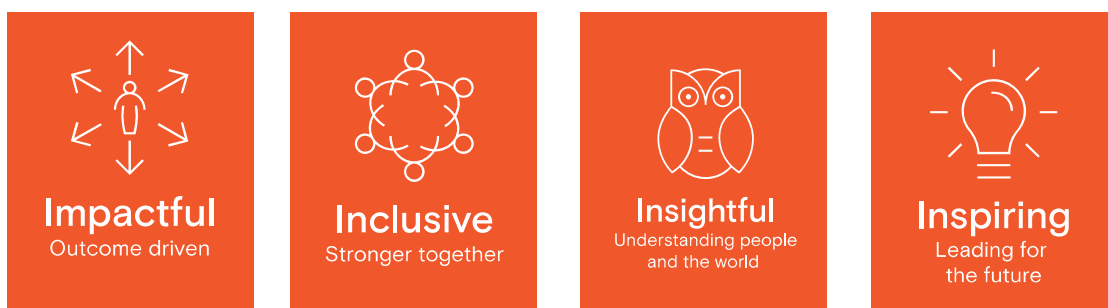 Impactful
Outcome driven
Inclusive
Stronger together
Insightful
Understanding people
and the world
Inspiring
Leading for
the future